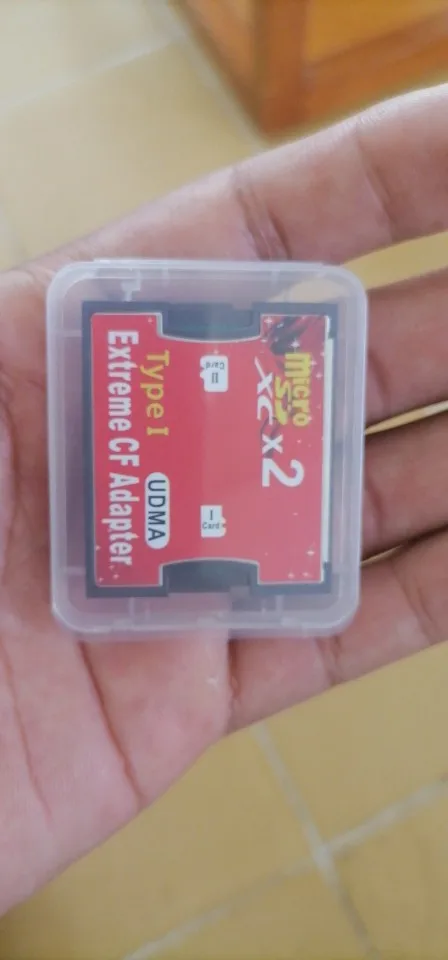 Micro
SD
XC x2
II
Card
I
Card
Type I
UDMA
Extreme CF Adapter